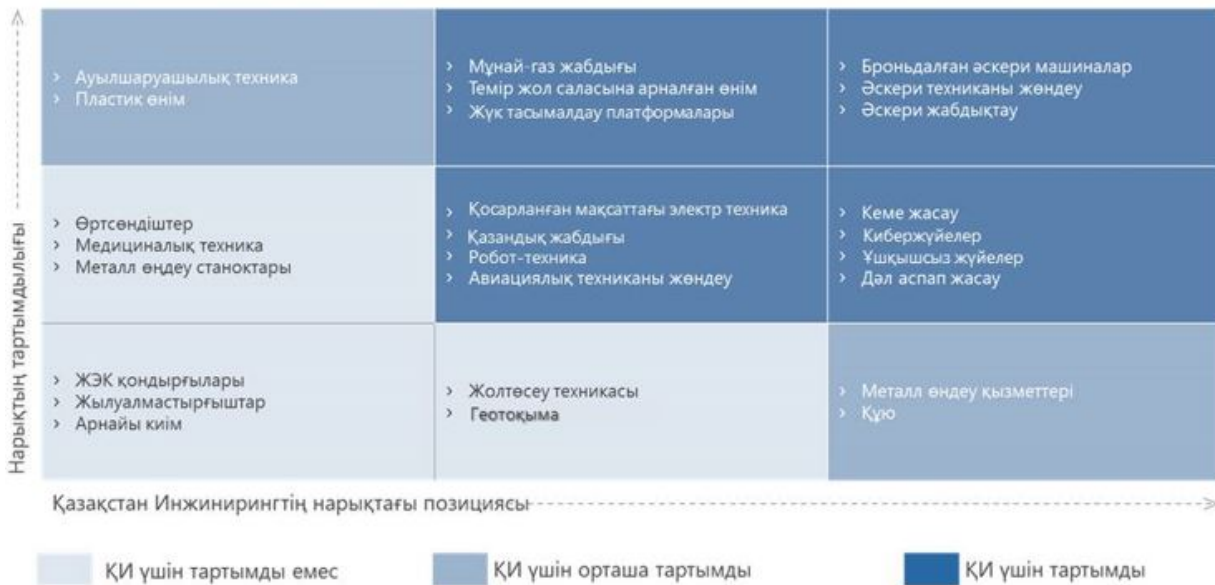 Нарықтың тартымдылығы
› Ауылшаруашылық техника
› Пластик өнім
› Мұнай-газ жабдығы
› Темір жол саласына арналған өнім
› Жүк тасымалдау платформалары
› Броньдалған әскери машиналар
› Әскери техниканы жөндеу
› Әскери жабдықтау
› Өртсөндіштер
› Медициналық техника
› Металл өңдеу станоктары
› Қосарланған мақсаттағы электр техника
› Қазандық жабдығы
› Робот-техника
› Авиациялық техниканы жөндеу
› Кеме жасау
› Кибержүйелер
› Ұшқышсыз жүйелер
› Дәл аспап жасау
› ЖЭК қондырғылары
› Жылуалмастырғыштар
› Арнайы киім
› Жолтөсеу техникасы
› Геотоқыма
› Металл өңдеу қызметтері
› Құю
Қазақстан Инжинирингтің нарықтағы позициясы
ҚИ үшін тартымды емес
ҚИ үшін орташа тартымды
ҚИ үшін тартымды